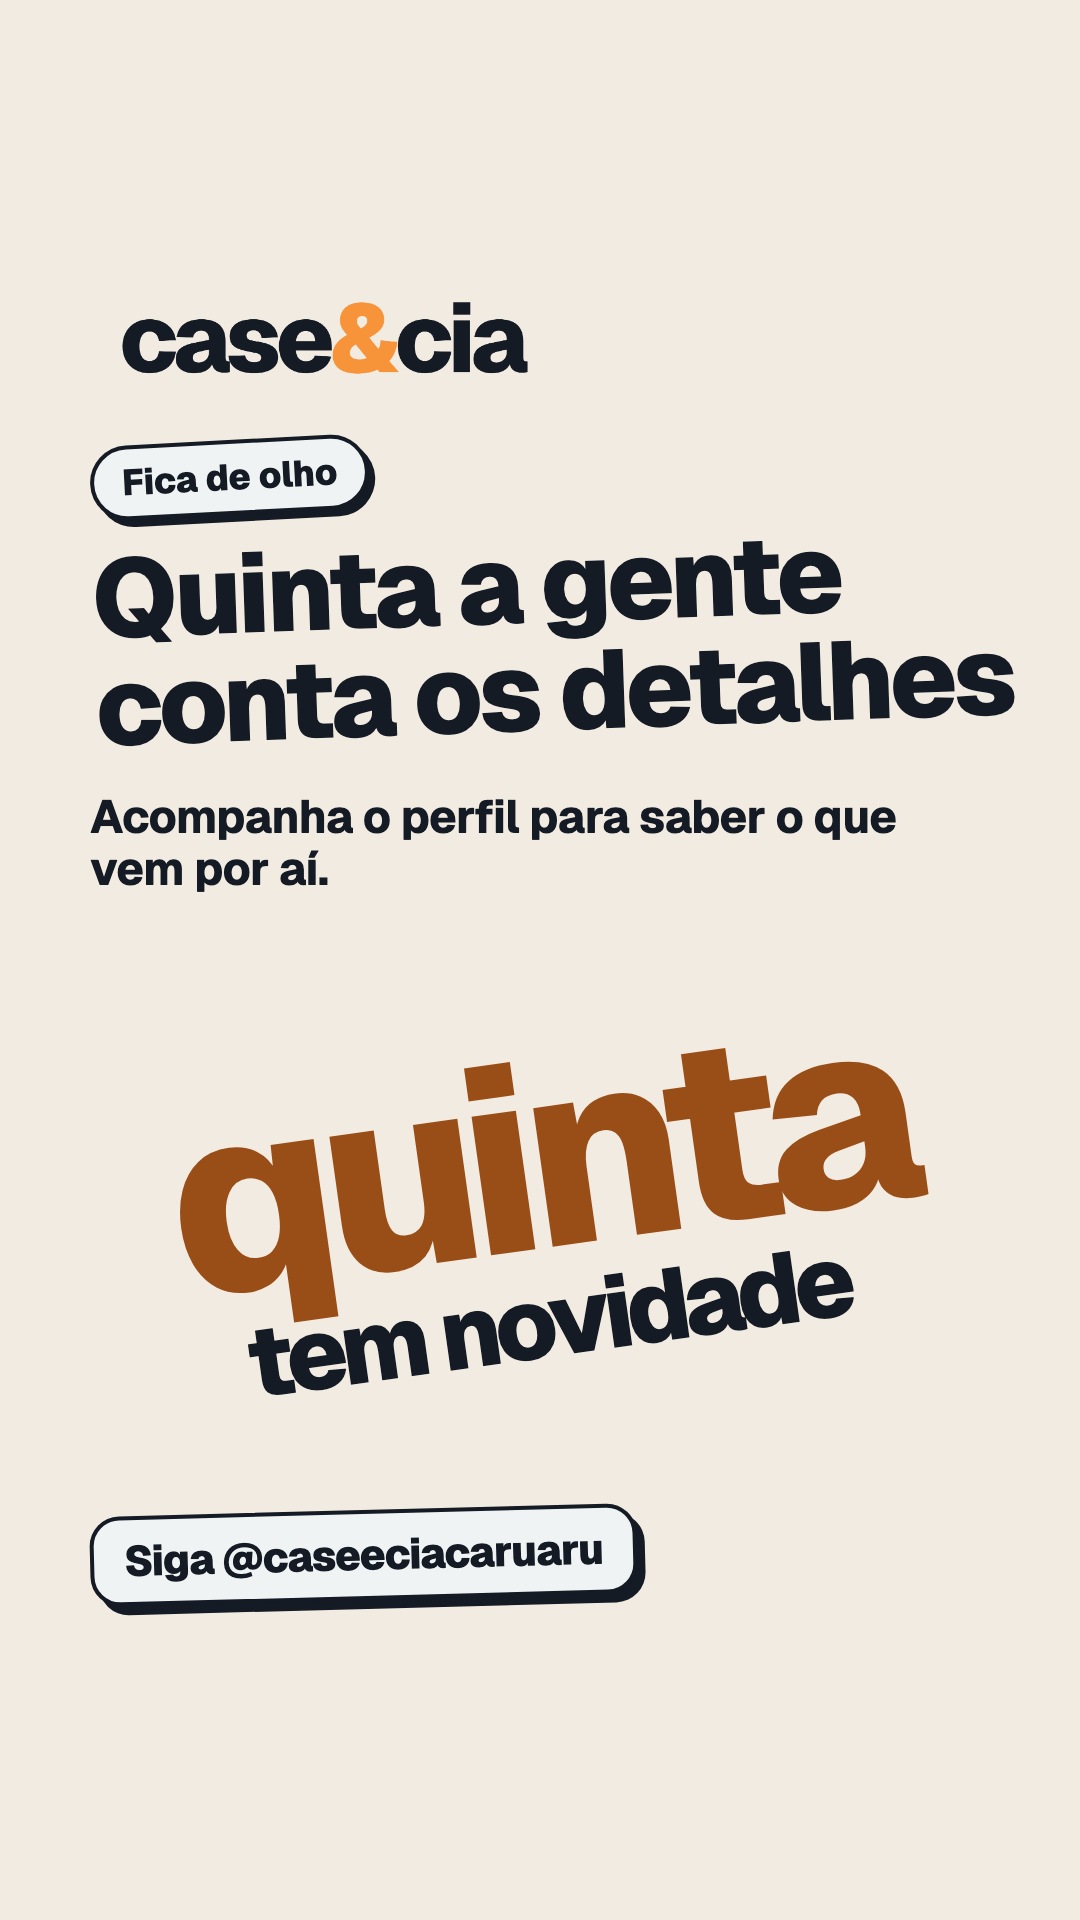 case&cia
Fica de olho
Quinta a gente
conta os detalhes
Acompanha o perfil para saber o que
vem por aí.
quinta
tem novidade
Siga @caseeciacaruaru